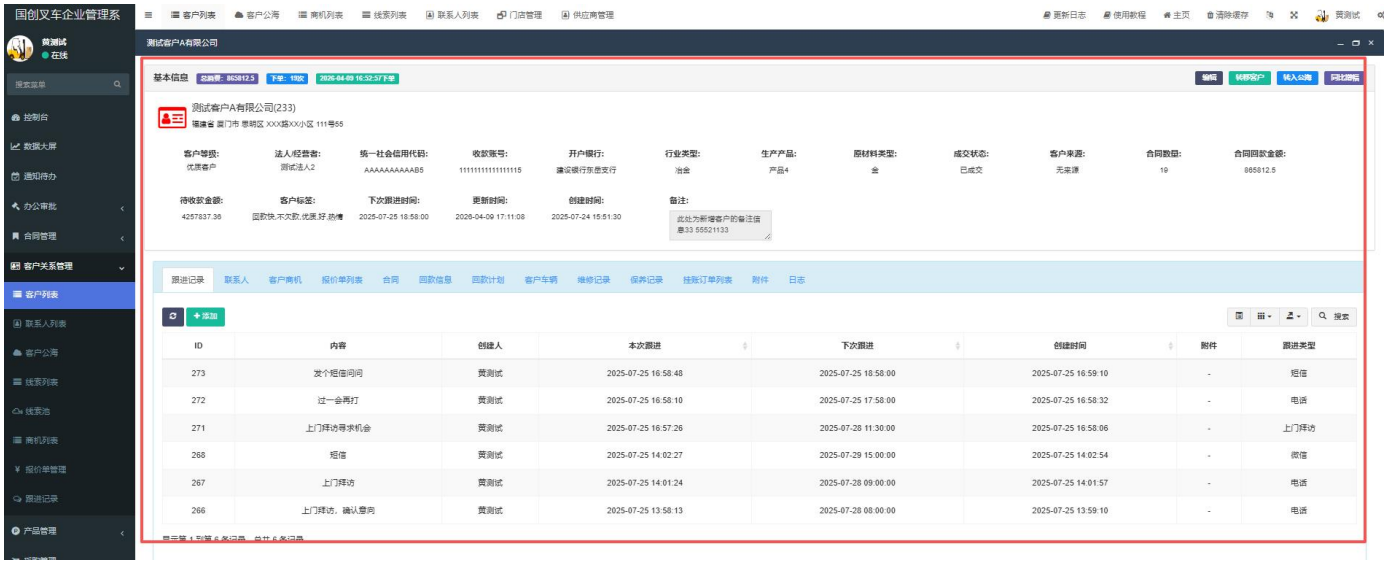 国创叉车企业管理系
客户列表 客户公海 商机列表 线索列表 联系人列表 门店管理 供应商管理 更新日志 使用教程 主页 清除缓存 黄测试
黄测试
在线
测试客户A有限公司
搜索菜单
控制台
数据大屏
通知待办
办公审批
合同管理
客户关系管理
客户列表
联系人列表
客户公海
线索列表
线索池
商机列表
¥ 报价单管理
跟进记录
产品管理
基本信息 总消费: 865812.5 下单: 19次 2026-04-09 16:52:57下单 编辑 转移客户 转入公海
测试客户A有限公司(233)
福建省 厦门市 思明区 XXX路XX小区 111号55
客户等级: 法人/经营者: 统一社会信用代码: 收款账号: 开户银行: 行业类型: 生产产品: 原材料类型: 成交状态: 客户来源: 合同数量: 合同回款金额:
优质客户 测试法人2 AAAAAAAAAAB5 1111111111111115 建设银行东岳支行 冶金 产品4 金 已成交 无来源 19 865812.5
待收款金额: 客户标签: 下次跟进时间: 更新时间: 创建时间: 备注:
4257837.36 回款快,不欠款,优质,好,热情 2025-07-25 18:58:00 2026-04-09 17:11:08 2025-07-24 15:51:30 此处为新增客户的备注信
息33 55521133
跟进记录 联系人 客户商机 报价单列表 合同 回款信息 回款计划 客户车辆 维修记录 保养记录 挂账订单列表 附件 日志
+添加 搜索
ID 内容 创建人 本次跟进 下次跟进 创建时间 附件 跟进类型
273 发个短信问问 黄测试 2025-07-25 16:58:48 2025-07-25 18:58:00 2025-07-25 16:59:10 - 短信
272 过一会再打 黄测试 2025-07-25 16:58:10 2025-07-25 17:58:00 2025-07-25 16:58:32 - 电话
271 上门拜访寻求机会 黄测试 2025-07-25 16:57:26 2025-07-28 11:30:00 2025-07-25 16:58:06 - 上门拜访
268 短信 黄测试 2025-07-25 14:02:27 2025-07-29 15:00:00 2025-07-25 14:02:54 - 微信
267 上门拜访 黄测试 2025-07-25 14:01:24 2025-07-28 09:00:00 2025-07-25 14:01:57 - 电话
266 上门拜访，确认意向 黄测试 2025-07-25 13:58:13 2025-07-28 08:00:00 2025-07-25 13:59:10 - 电话
显示第 1 到第 6 条记录，总共 6 条记录